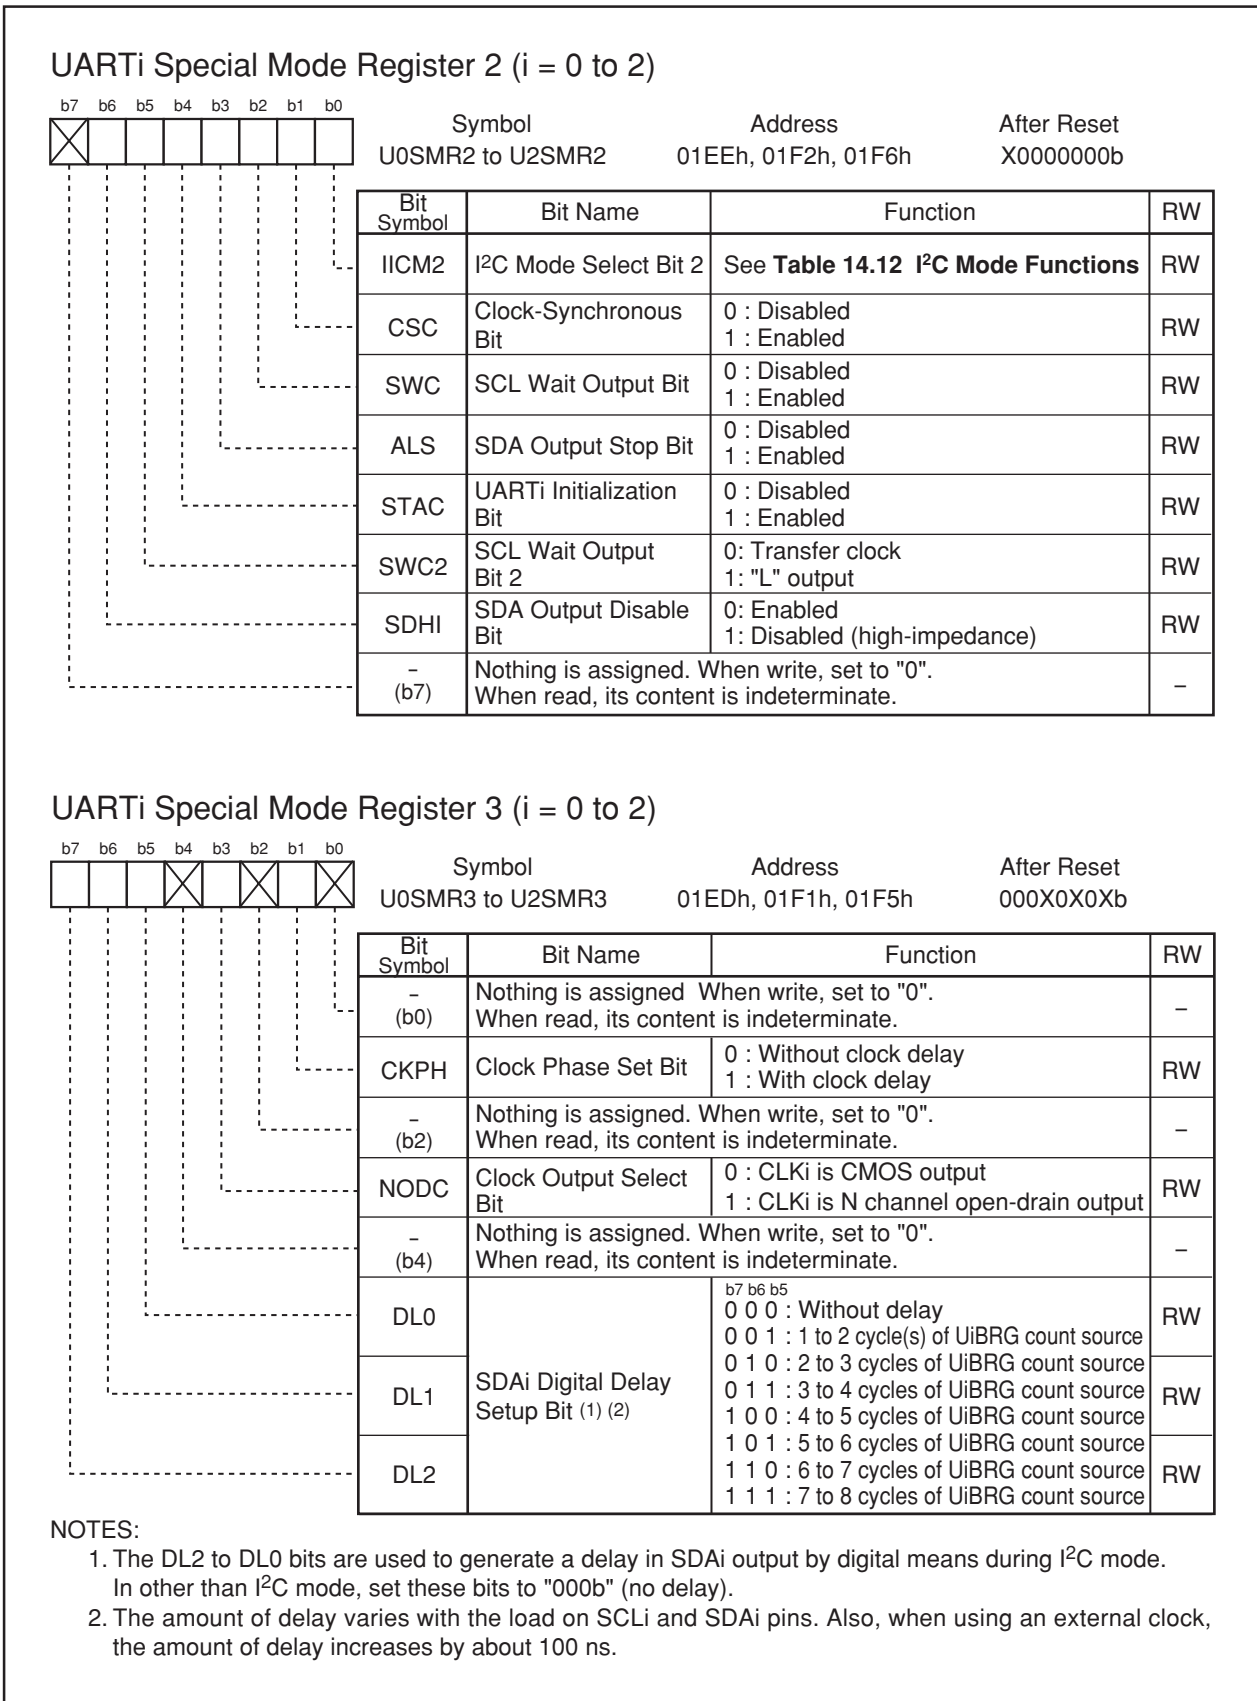 UARTi Special Mode Register 2 (i = 0 to 2)
b7 b6 b5 b4 b3 b2 b1 b0
Symbol Address After Reset
U0SMR2 to U2SMR2 01EEh, 01F2h, 01F6h X0000000b
Bit Symbol Bit Name Function RW
IICM2 I²C Mode Select Bit 2 See Table 14.12 I²C Mode Functions RW
CSC Clock-Synchronous Bit 0 : Disabled
1 : Enabled RW
SWC SCL Wait Output Bit 0 : Disabled
1 : Enabled RW
ALS SDA Output Stop Bit 0 : Disabled
1 : Enabled RW
STAC UARTi Initialization Bit 0 : Disabled
1 : Enabled RW
SWC2 SCL Wait Output Bit 2 0: Transfer clock
1: "L" output RW
SDHI SDA Output Disable Bit 0: Enabled
1: Disabled (high-impedance) RW
– (b7) Nothing is assigned. When write, set to "0".
When read, its content is indeterminate. –
UARTi Special Mode Register 3 (i = 0 to 2)
b7 b6 b5 b4 b3 b2 b1 b0
Symbol Address After Reset
U0SMR3 to U2SMR3 01EDh, 01F1h, 01F5h 000X0X0Xb
Bit Symbol Bit Name Function RW
– (b0) Nothing is assigned When write, set to "0".
When read, its content is indeterminate. –
CKPH Clock Phase Set Bit 0 : Without clock delay
1 : With clock delay RW
– (b2) Nothing is assigned. When write, set to "0".
When read, its content is indeterminate. –
NODC Clock Output Select Bit 0 : CLKi is CMOS output
1 : CLKi is N channel open-drain output RW
– (b4) Nothing is assigned. When write, set to "0".
When read, its content is indeterminate. –
DL0 RW
DL1 SDAi Digital Delay Setup Bit (1) (2) RW
DL2 RW
b7 b6 b5
0 0 0 : Without delay
0 0 1 : 1 to 2 cycle(s) of UiBRG count source
0 1 0 : 2 to 3 cycles of UiBRG count source
0 1 1 : 3 to 4 cycles of UiBRG count source
1 0 0 : 4 to 5 cycles of UiBRG count source
1 0 1 : 5 to 6 cycles of UiBRG count source
1 1 0 : 6 to 7 cycles of UiBRG count source
1 1 1 : 7 to 8 cycles of UiBRG count source
NOTES:
1. The DL2 to DL0 bits are used to generate a delay in SDAi output by digital means during I²C mode.
In other than I²C mode, set these bits to "000b" (no delay).
2. The amount of delay varies with the load on SCLi and SDAi pins. Also, when using an external clock,
the amount of delay increases by about 100 ns.